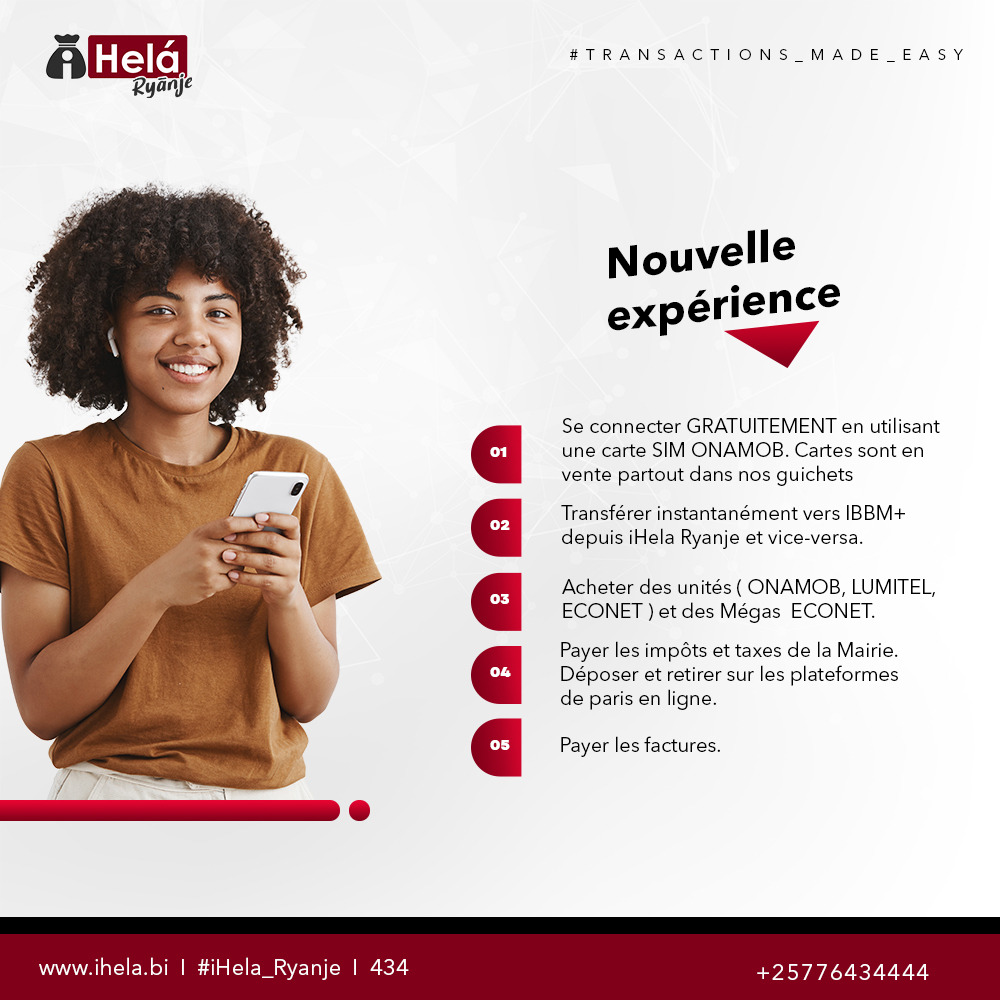 iHelá
Ryānje
#TRANSACTIONS_MADE_EASY
Nouvelle
expérience
01
Se connecter GRATUITEMENT en utilisant
une carte SIM ONAMOB. Cartes sont en
vente partout dans nos guichets
02
Transférer instantanément vers IBBM+
depuis iHela Ryanje et vice-versa.
03
Acheter des unités ( ONAMOB, LUMITEL,
ECONET ) et des Mégas ECONET.
04
Payer les impôts et taxes de la Mairie.
Déposer et retirer sur les plateformes
de paris en ligne.
05
Payer les factures.
www.ihela.bi I #iHela_Ryanje I 434
+25776434444